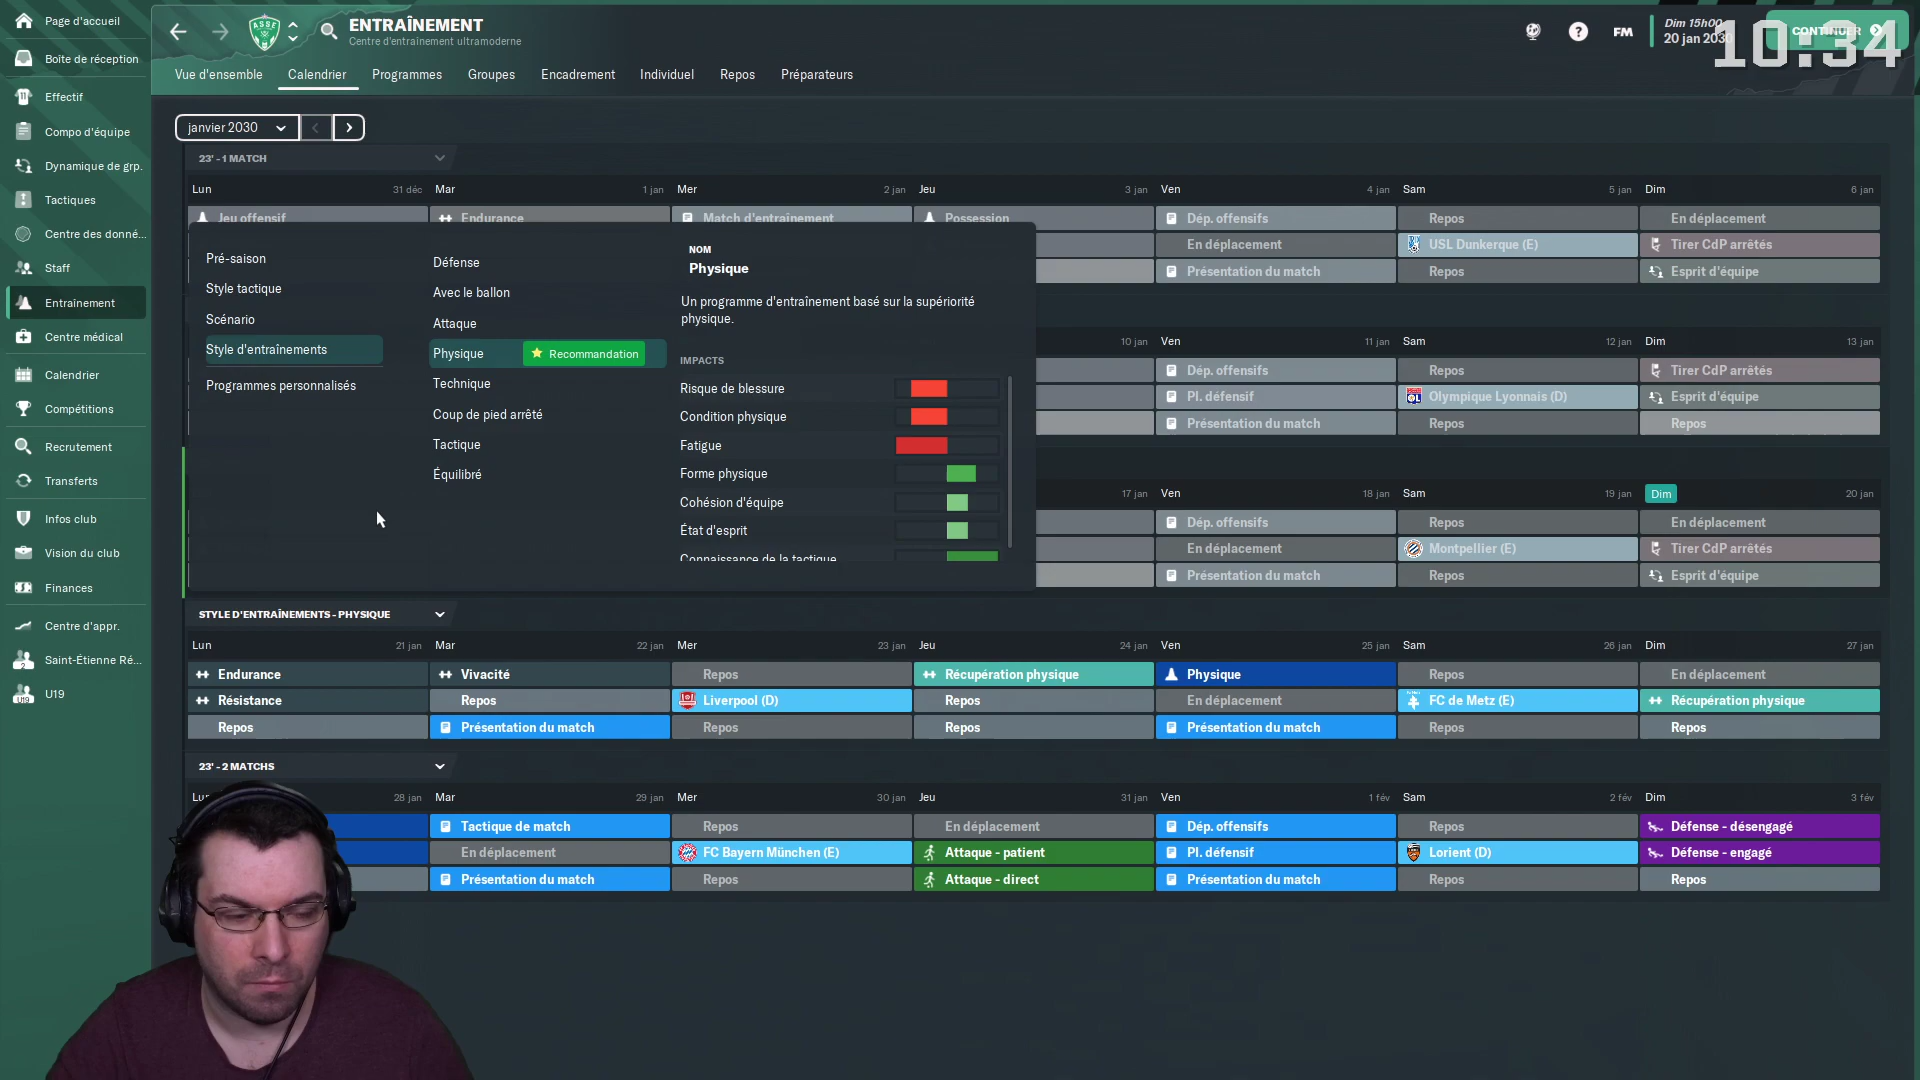 Page d'accueil
Boîte de réception
Effectif
Compo d'équipe
Dynamique de grp.
Tactiques
Centre des donné...
Staff
Entraînement
Centre médical
Calendrier
Compétitions
Recrutement
Transferts
Infos club
Vision du club
Finances
Centre d'appr.
Saint-Étienne Ré...
U19
ENTRAÎNEMENT
Centre d'entraînement ultramoderne
FM
Dim 15h00
20 jan 2030
CONTINUER
10:34
Vue d'ensemble Calendrier Programmes Groupes Encadrement Individuel Repos Préparateurs
janvier 2030
23' - 1 MATCH
Lun 31 déc Mar 1 jan Mer 2 jan Jeu 3 jan Ven 4 jan Sam 5 jan Dim 6 jan
Jeu offensif Endurance Match d'entraînement Possession Dép. offensifs Repos En déplacement
En déplacement USL Dunkerque (E) Tirer CdP arrêtés
Présentation du match Repos Esprit d'équipe
10 jan Ven 11 jan Sam 12 jan Dim 13 jan
Dép. offensifs Repos Tirer CdP arrêtés
Pl. défensif Olympique Lyonnais (D) Esprit d'équipe
Présentation du match Repos Repos
17 jan Ven 18 jan Sam 19 jan Dim 20 jan
Dép. offensifs Repos En déplacement
En déplacement Montpellier (E) Tirer CdP arrêtés
Présentation du match Repos Esprit d'équipe
Pré-saison
Style tactique
Scénario
Style d'entraînements
Programmes personnalisés
Défense
Avec le ballon
Attaque
Physique Recommandation
Technique
Coup de pied arrêté
Tactique
Équilibré
NOM
Physique
Un programme d'entraînement basé sur la supériorité
physique.
IMPACTS
Risque de blessure
Condition physique
Fatigue
Forme physique
Cohésion d'équipe
État d'esprit
Connaissance de la tactique
STYLE D'ENTRAÎNEMENTS - PHYSIQUE
Lun 21 jan Mar 22 jan Mer 23 jan Jeu 24 jan Ven 25 jan Sam 26 jan Dim 27 jan
Endurance Vivacité Repos Récupération physique Physique Repos En déplacement
Résistance Repos Liverpool (D) Repos En déplacement FC de Metz (E) Récupération physique
Repos Présentation du match Repos Repos Présentation du match Repos Repos
23' - 2 MATCHS
Lun 28 jan Mar 29 jan Mer 30 jan Jeu 31 jan Ven 1 fév Sam 2 fév Dim 3 fév
Tactique de match Repos En déplacement Dép. offensifs Repos Défense - désengagé
En déplacement FC Bayern München (E) Attaque - patient Pl. défensif Lorient (D) Défense - engagé
Présentation du match Repos Attaque - direct Présentation du match Repos Repos